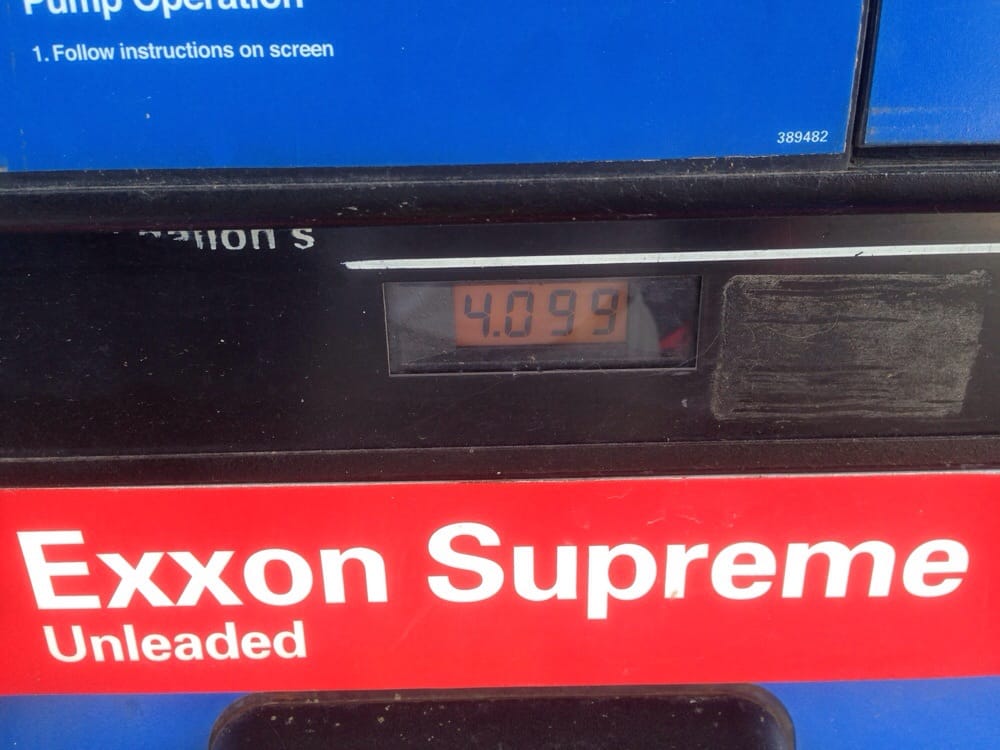 Pump Operation
1. Follow instructions on screen
389482
4.099
Exxon Supreme
Unleaded